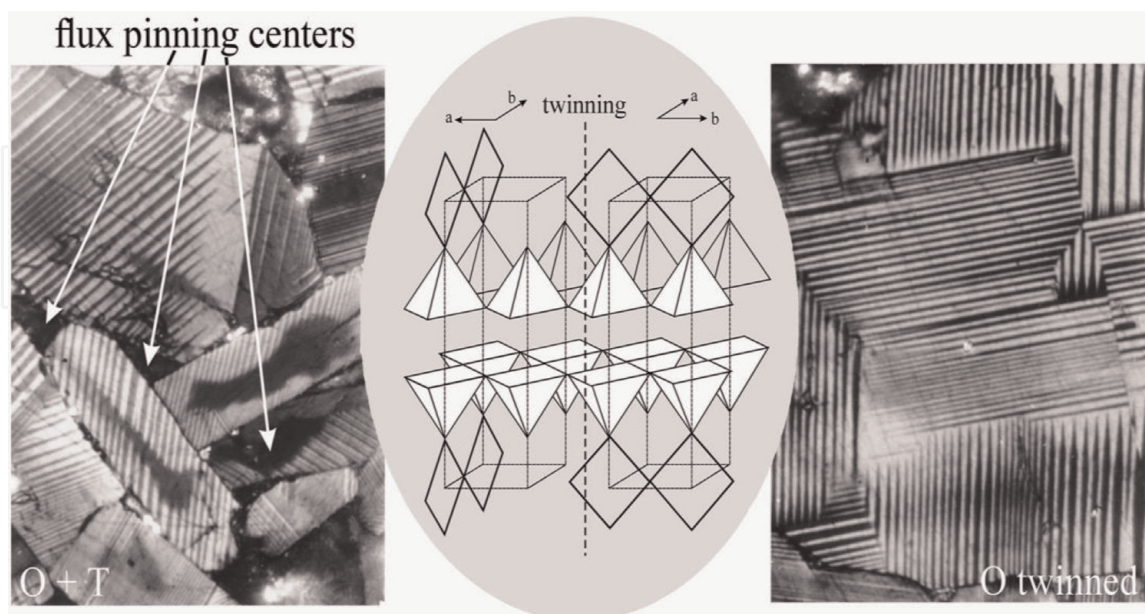 flux pinning centers
b
a
twinning
a
b
O + T
O twinned